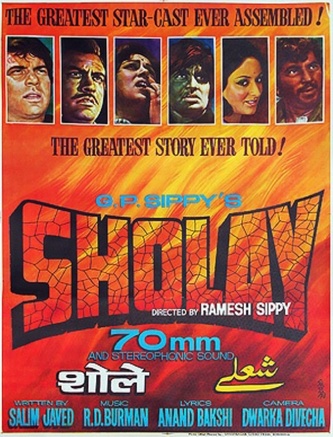 THE GREATEST STAR-CAST EVER ASSEMBLED!
THE GREATEST STORY EVER TOLD!
G.P. SIPPY'S
SHOLAY
DIRECTED BY RAMESH SIPPY
70mm
AND STEREOPHONIC SOUND
शोले شعلے
WRITTEN BY MUSIC LYRICS CAMERA
SALIM JAVED R.D.BURMAN ANAND BAKSHI DWARKA DIVECHA